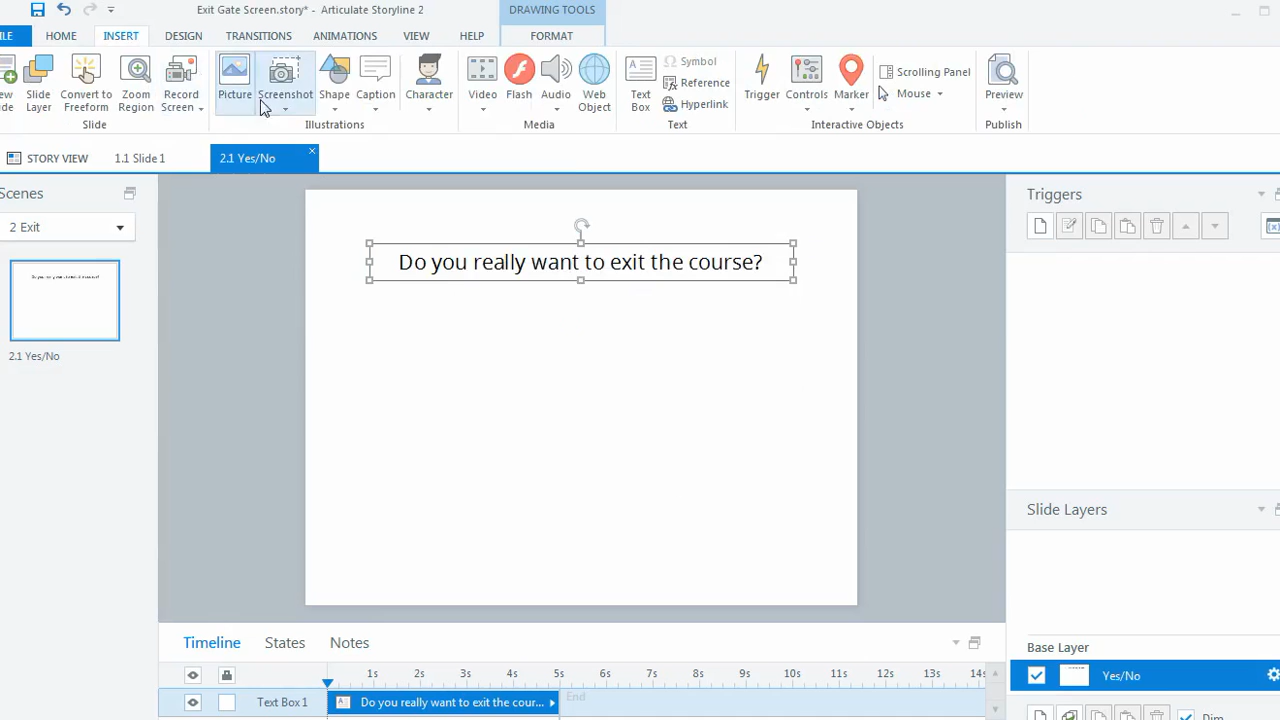 Exit Gate Screen.story* - Articulate Storyline 2
DRAWING TOOLS
HOME INSERT DESIGN TRANSITIONS ANIMATIONS VIEW HELP FORMAT
Slide Layer
Convert to Freeform
Zoom Region
Record Screen
Picture
Screenshot
Shape
Caption
Character
Video
Flash
Audio
Web Object
Text Box
Symbol
Reference
Hyperlink
Trigger
Controls
Marker
Scrolling Panel
Mouse
Preview
Slide
Illustrations
Media
Text
Interactive Objects
Publish
STORY VIEW
1.1 Slide 1
2.1 Yes/No
Scenes
2 Exit
Do you really want to exit the course?
2.1 Yes/No
Triggers
Slide Layers
Base Layer
Yes/No
Dim
Timeline States Notes
1s 2s 3s 4s 5s 6s 7s 8s 9s 10s 11s 12s 13s
Text Box 1
Do you really want to exit the cour...
End